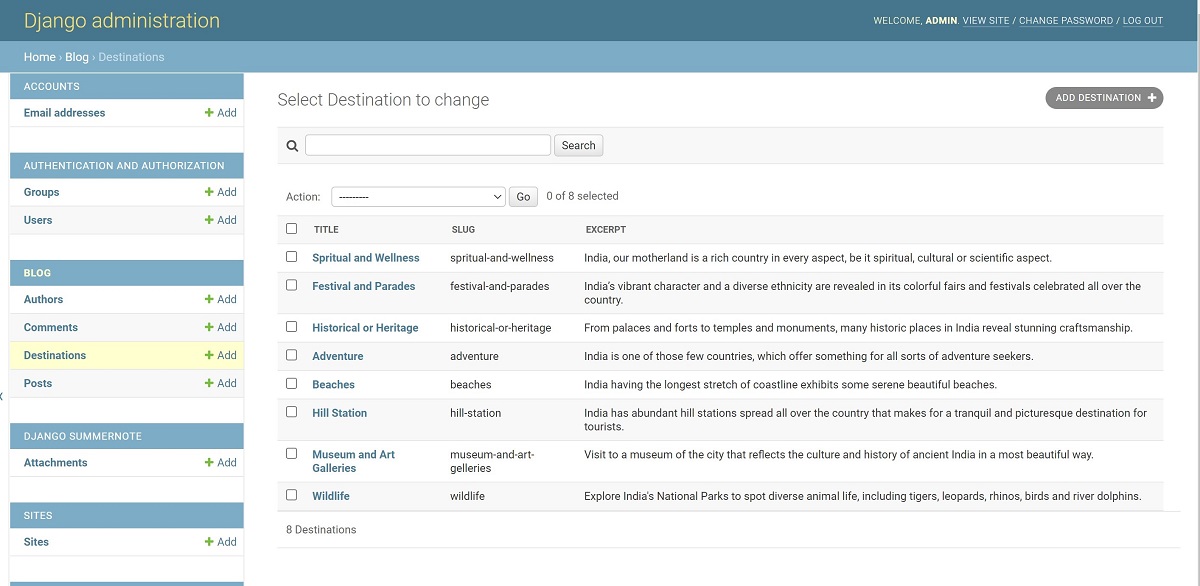 Django administration
WELCOME, ADMIN. VIEW SITE / CHANGE PASSWORD / LOG OUT
Home › Blog › Destinations
ACCOUNTS
Email addresses + Add
AUTHENTICATION AND AUTHORIZATION
Groups + Add
Users + Add
BLOG
Authors + Add
Comments + Add
Destinations + Add
Posts + Add
DJANGO SUMMERNOTE
Attachments + Add
SITES
Sites + Add
Select Destination to change
ADD DESTINATION +
Search
Action: --------- Go 0 of 8 selected
TITLE SLUG EXCERPT
Spritual and Wellness spritual-and-wellness India, our motherland is a rich country in every aspect, be it spiritual, cultural or scientific aspect.
Festival and Parades festival-and-parades India's vibrant character and a diverse ethnicity are revealed in its colorful fairs and festivals celebrated all over the
country.
Historical or Heritage historical-or-heritage From palaces and forts to temples and monuments, many historic places in India reveal stunning craftsmanship.
Adventure adventure India is one of those few countries, which offer something for all sorts of adventure seekers.
Beaches beaches India having the longest stretch of coastline exhibits some serene beautiful beaches.
Hill Station hill-station India has abundant hill stations spread all over the country that makes for a tranquil and picturesque destination for
tourists.
Museum and Art museum-and-art- Visit to a museum of the city that reflects the culture and history of ancient India in a most beautiful way.
Galleries gelleries
Wildlife wildlife Explore India's National Parks to spot diverse animal life, including tigers, leopards, rhinos, birds and river dolphins.
8 Destinations